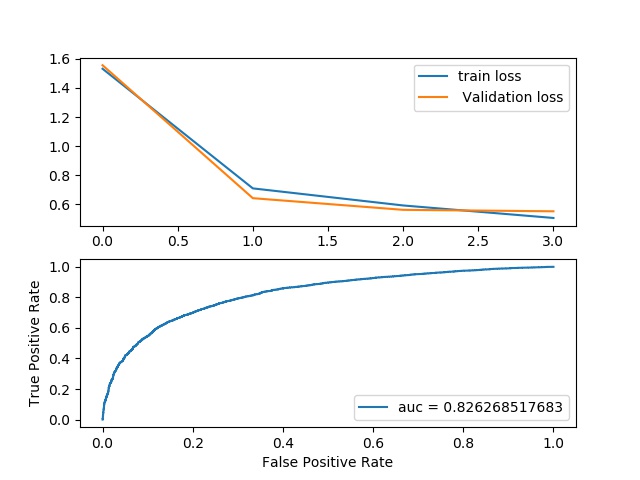 1.6
1.4
1.2
1.0
0.8
0.6
train loss
Validation loss
0.0 0.5 1.0 1.5 2.0 2.5 3.0
True Positive Rate
1.0
0.8
0.6
0.4
0.2
0.0
auc = 0.826268517683
0.0 0.2 0.4 0.6 0.8 1.0
False Positive Rate